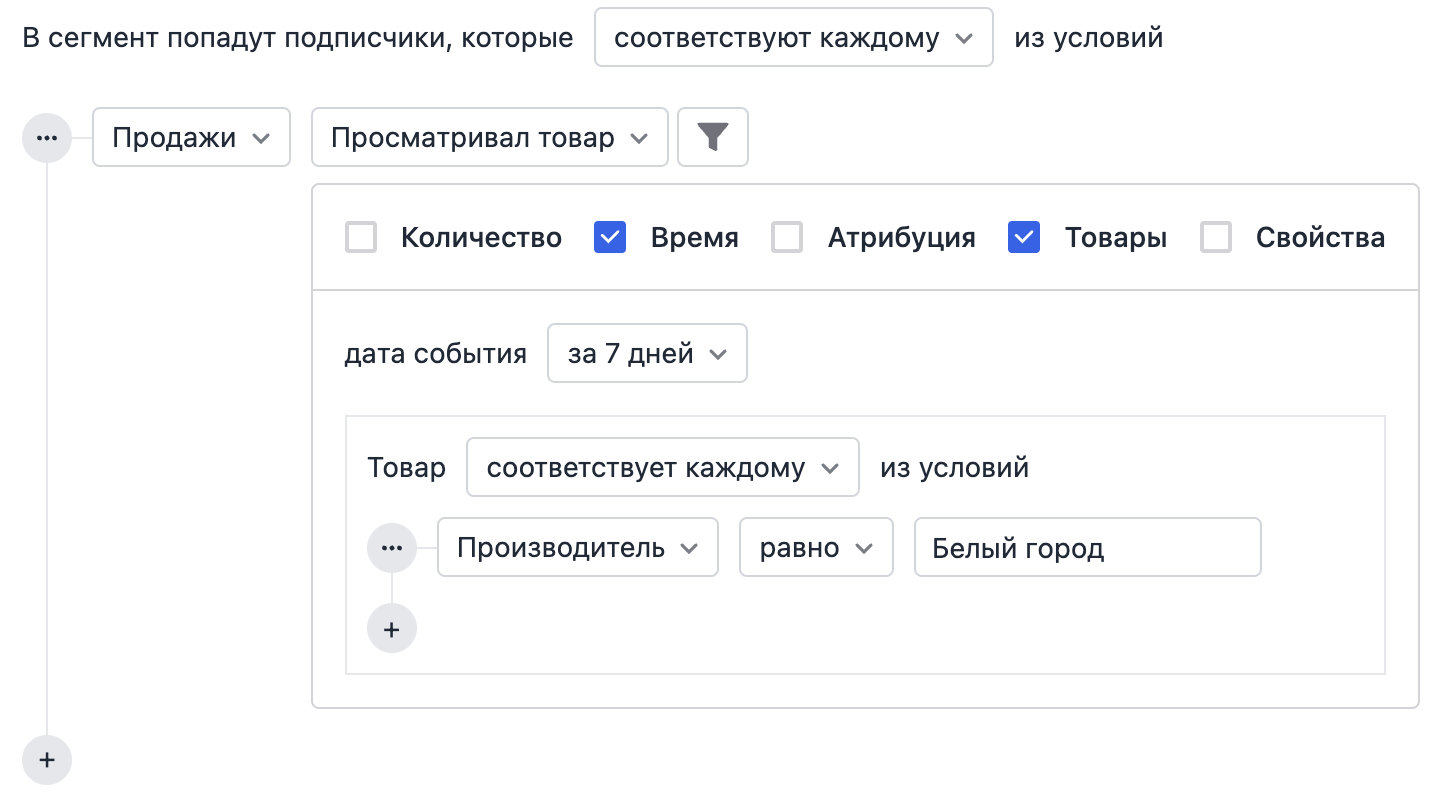 В сегмент попадут подписчики, которые соответствуют каждому из условий
Продажи Просматривал товар
Количество Время Атрибуция Товары Свойства
дата события за 7 дней
Товар соответствует каждому из условий
Производитель равно Белый город